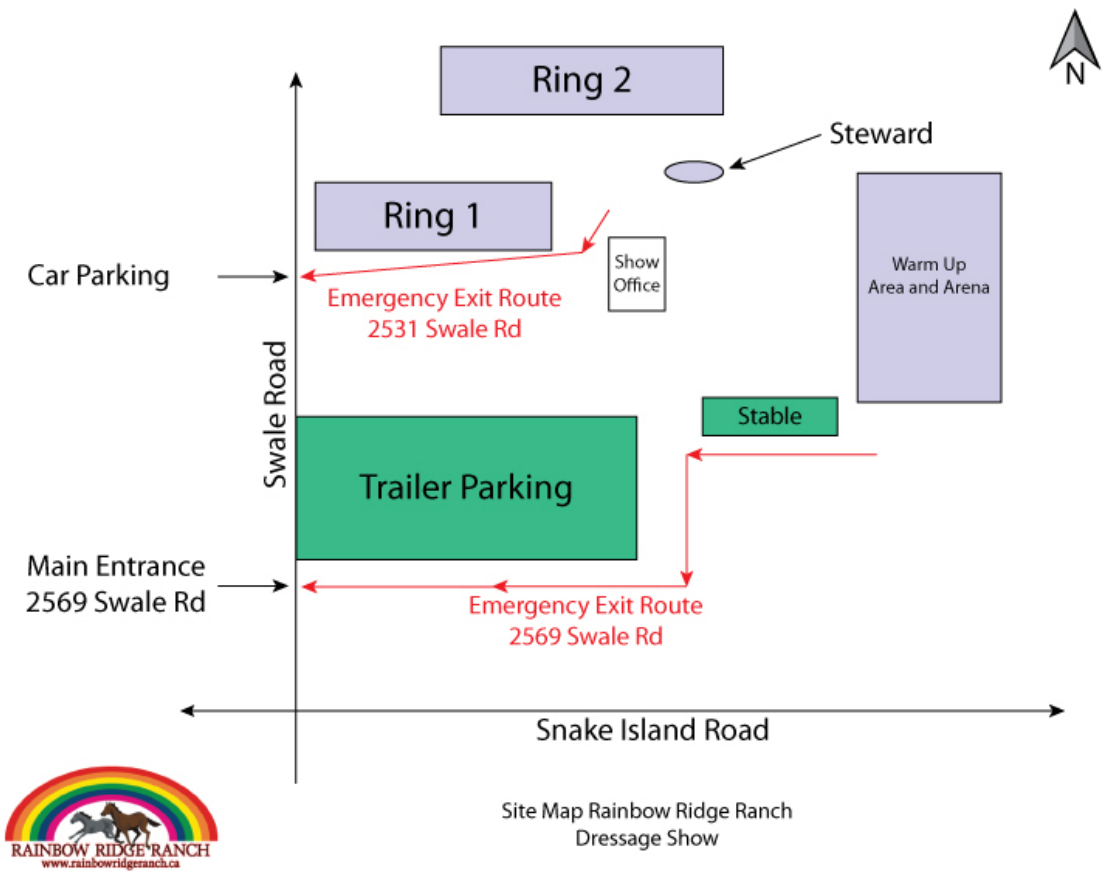 Ring 2
N
Steward
Ring 1
Car Parking
Show
Office
Warm Up
Area and Arena
Emergency Exit Route
2531 Swale Rd
Swale Road
Stable
Trailer Parking
Main Entrance
2569 Swale Rd
Emergency Exit Route
2569 Swale Rd
Snake Island Road
Site Map Rainbow Ridge Ranch
Dressage Show
RAINBOW RIDGE RANCH
www.rainbowridgeranch.ca